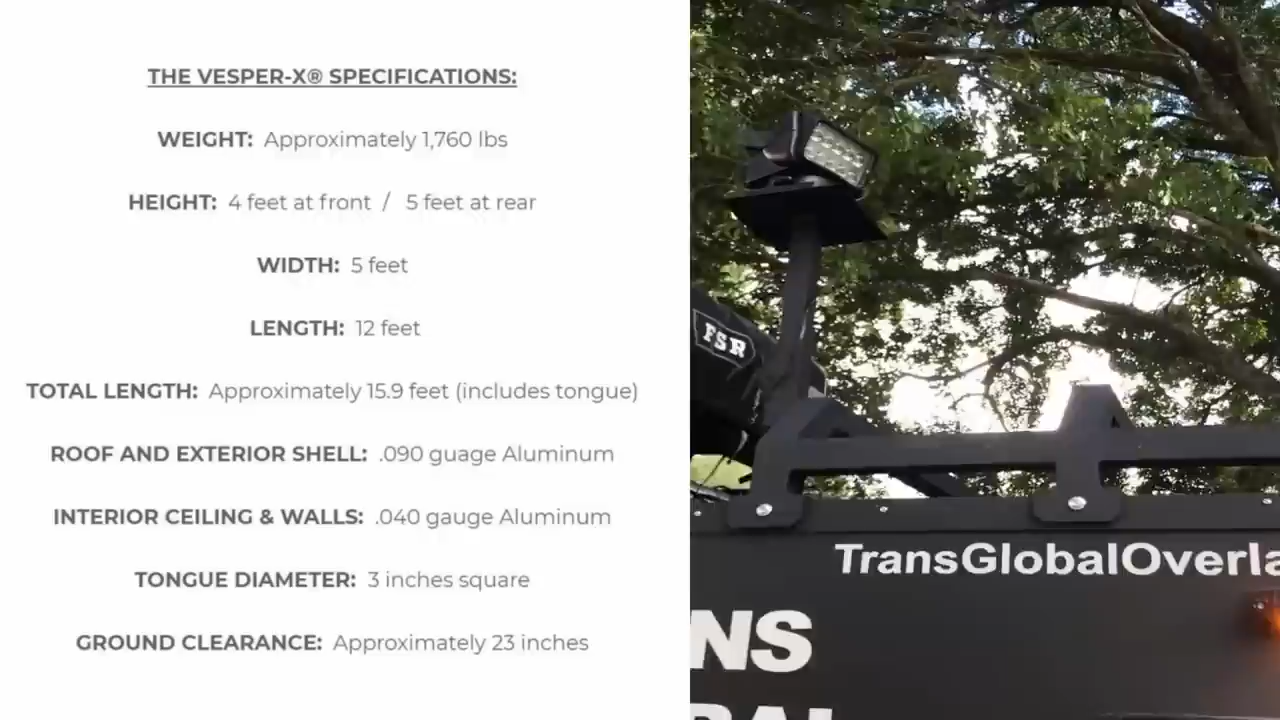 THE VESPER-X® SPECIFICATIONS:
WEIGHT: Approximately 1,760 lbs
HEIGHT: 4 feet at front / 5 feet at rear
WIDTH: 5 feet
LENGTH: 12 feet
TOTAL LENGTH: Approximately 15.9 feet (includes tongue)
ROOF AND EXTERIOR SHELL: .090 guage Aluminum
INTERIOR CEILING & WALLS: .040 gauge Aluminum
TONGUE DIAMETER: 3 inches square
GROUND CLEARANCE: Approximately 23 inches
FSR
TransGlobalOverla
NS
BAL